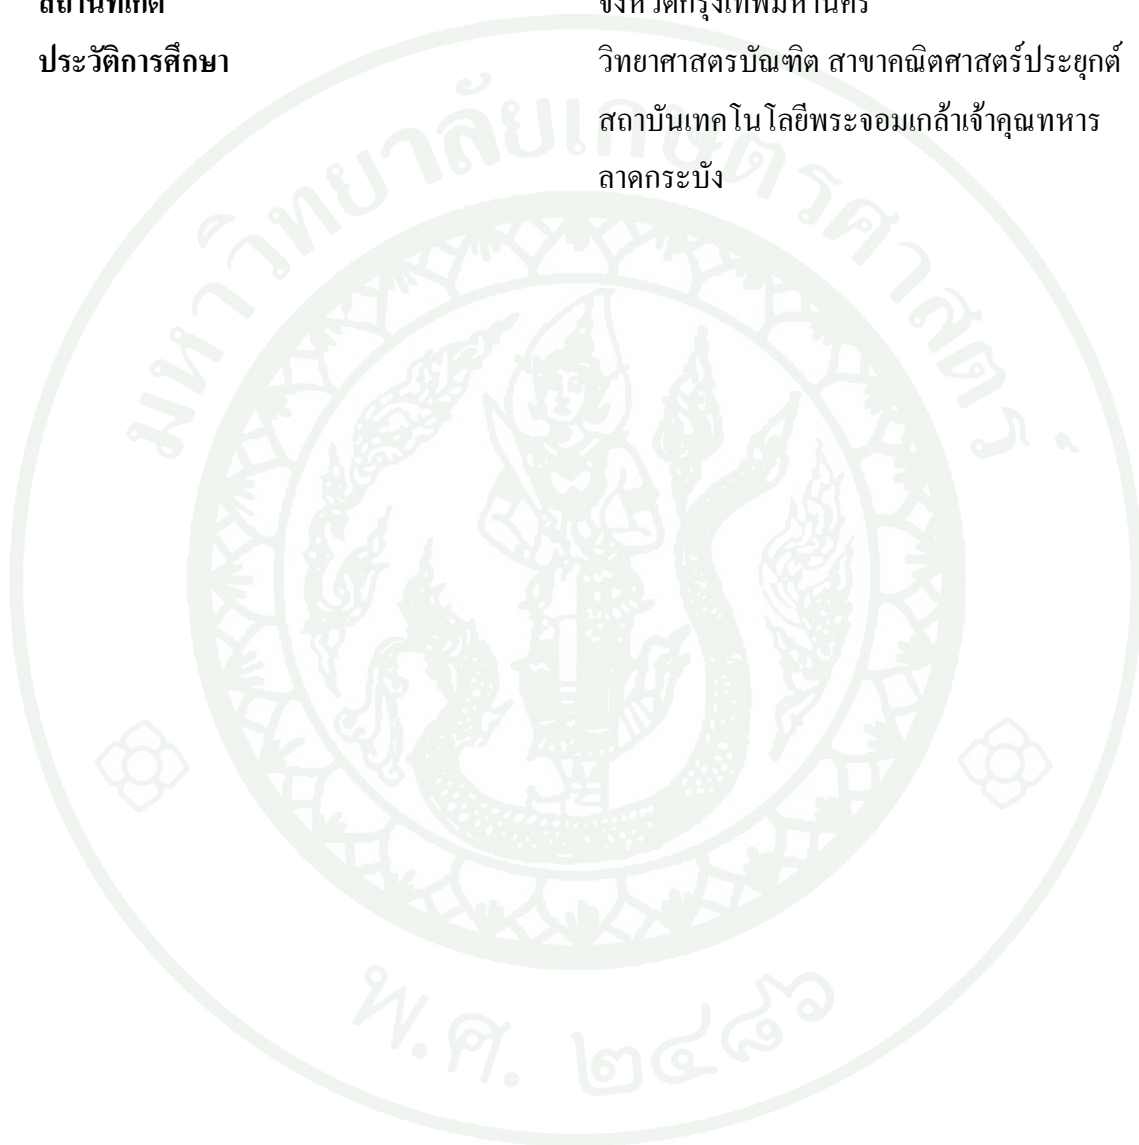 สถานที่เกิด จังหวัดกรุงเทพมหานคร
ประวัติการศึกษา วิทยาศาสตรบัณฑิต สาขาคณิตศาสตร์ประยุกต์
สถาบันเทคโนโลยีพระจอมเกล้าเจ้าคุณทหาร
ลาดกระบัง
มหาวิทยาลัยเกษตรศาสตร์
พ.ศ. ๒๔๘๖